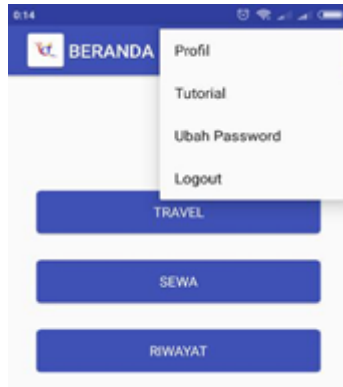 0:14
BERANDA
Profil
Tutorial
Ubah Password
Logout
TRAVEL
SEWA
RIWAYAT